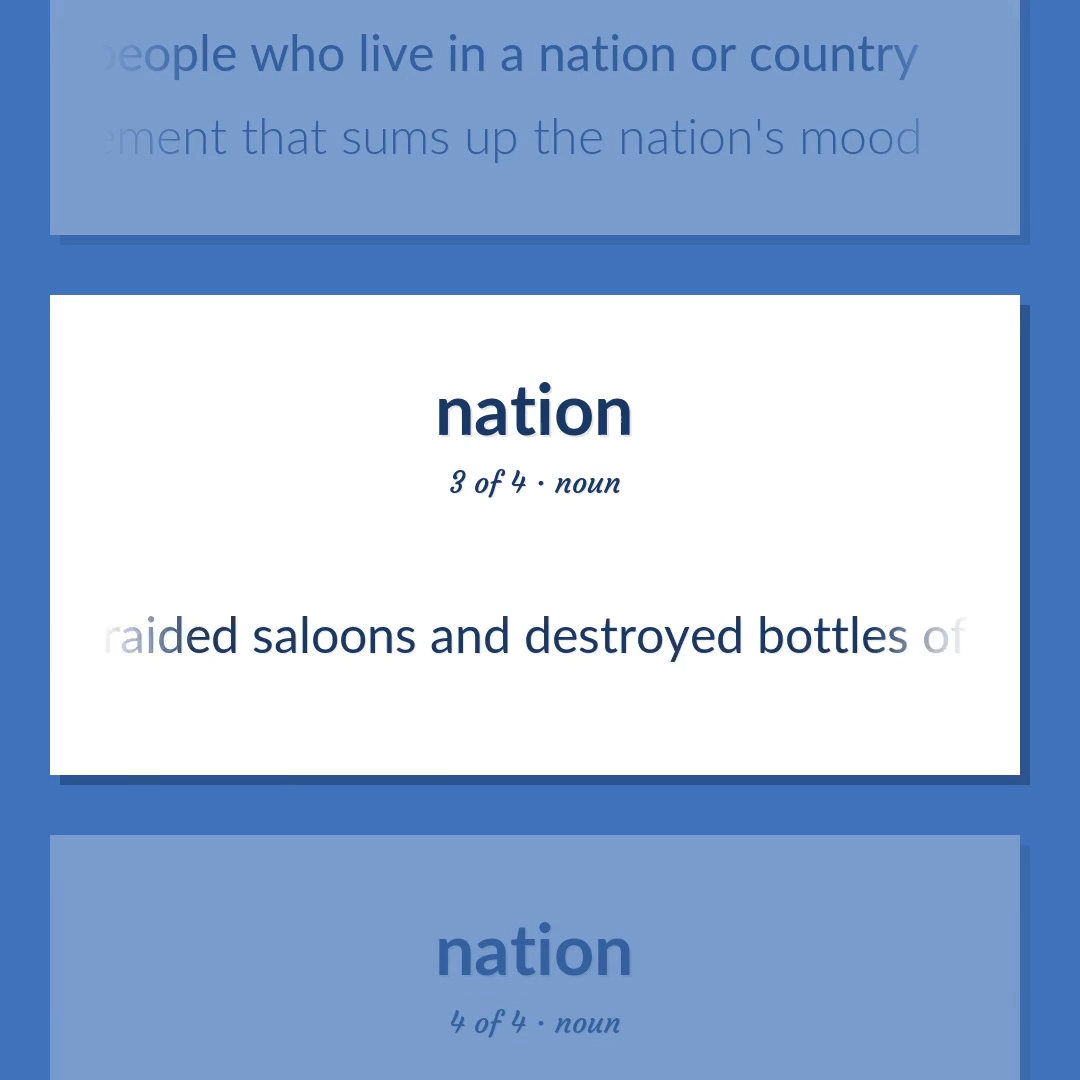 people who live in a nation or country
ement that sums up the nation's mood
nation
3 of 4 · noun
raided saloons and destroyed bottles of
nation
4 of 4 · noun